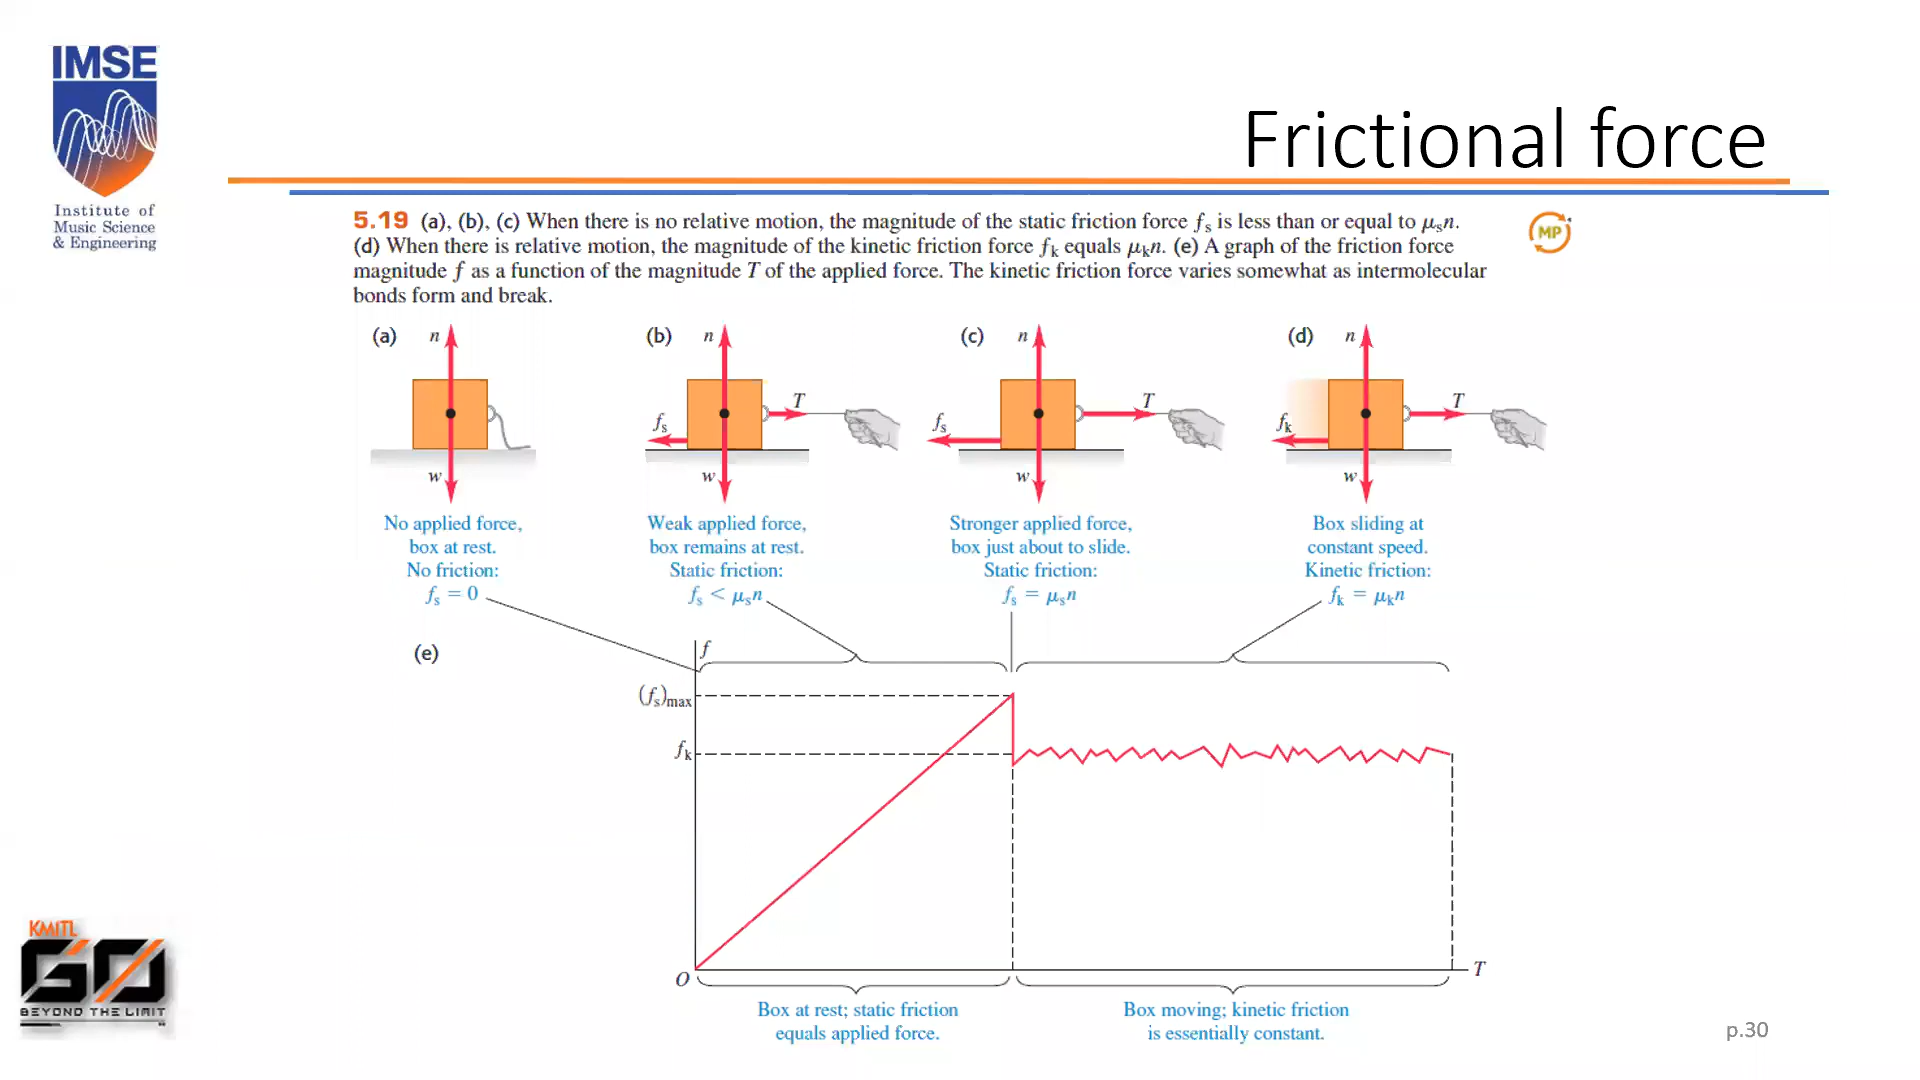 IMSE
Institute of
Music Science
& Engineering
Frictional force
5.19 (a), (b), (c) When there is no relative motion, the magnitude of the static friction force fₛ is less than or equal to μₛn.
(d) When there is relative motion, the magnitude of the kinetic friction force fₖ equals μₖn. (e) A graph of the friction force
magnitude f as a function of the magnitude T of the applied force. The kinetic friction force varies somewhat as intermolecular
bonds form and break.
MP
(a) n
w
No applied force,
box at rest.
No friction:
fₛ = 0
(b) n
T
fₛ
w
Weak applied force,
box remains at rest.
Static friction:
fₛ < μₛn
(c) n
T
fₛ
w
Stronger applied force,
box just about to slide.
Static friction:
fₛ = μₛn
(d) n
T
fₖ
w
Box sliding at
constant speed.
Kinetic friction:
fₖ = μₖn
(e)
f
(fₛ)max
fₖ
O
T
Box at rest; static friction
equals applied force.
Box moving; kinetic friction
is essentially constant.
KMITL
GO
BEYOND THE LIMIT
p.30